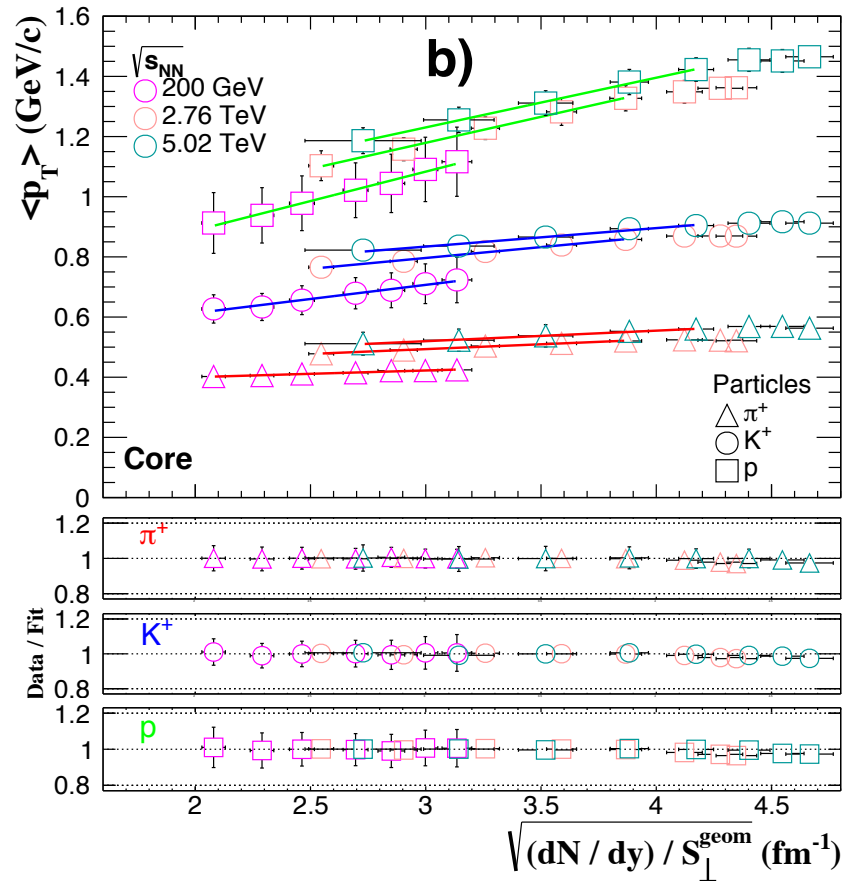 <p_T> (GeV/c)
1.6
1.4
1.2
1
0.8
0.6
0.4
0.2
0
b)
√s_NN
200 GeV
2.76 TeV
5.02 TeV
Particles
π⁺
K⁺
p
Core
Data / Fit
1.2
1
0.8
π⁺
1.2
1
0.8
K⁺
1.2
1
0.8
p
2 2.5 3 3.5 4 4.5
√(dN / dy) / S_⊥^geom (fm⁻¹)